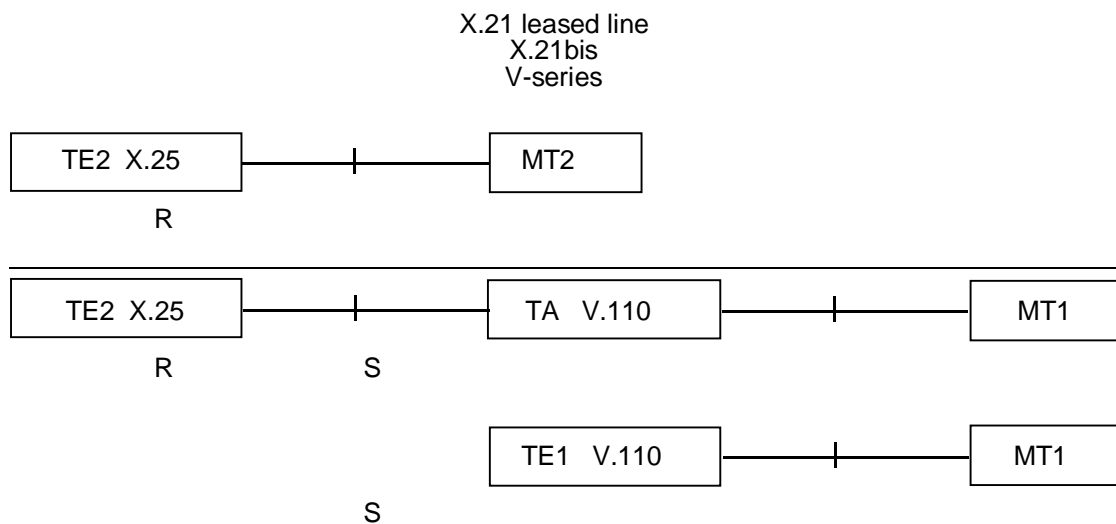 X.21 leased line
X.21bis
V-series
TE2 X.25 MT2
R
TE2 X.25 TA V.110 MT1
R S
TE1 V.110 MT1
S